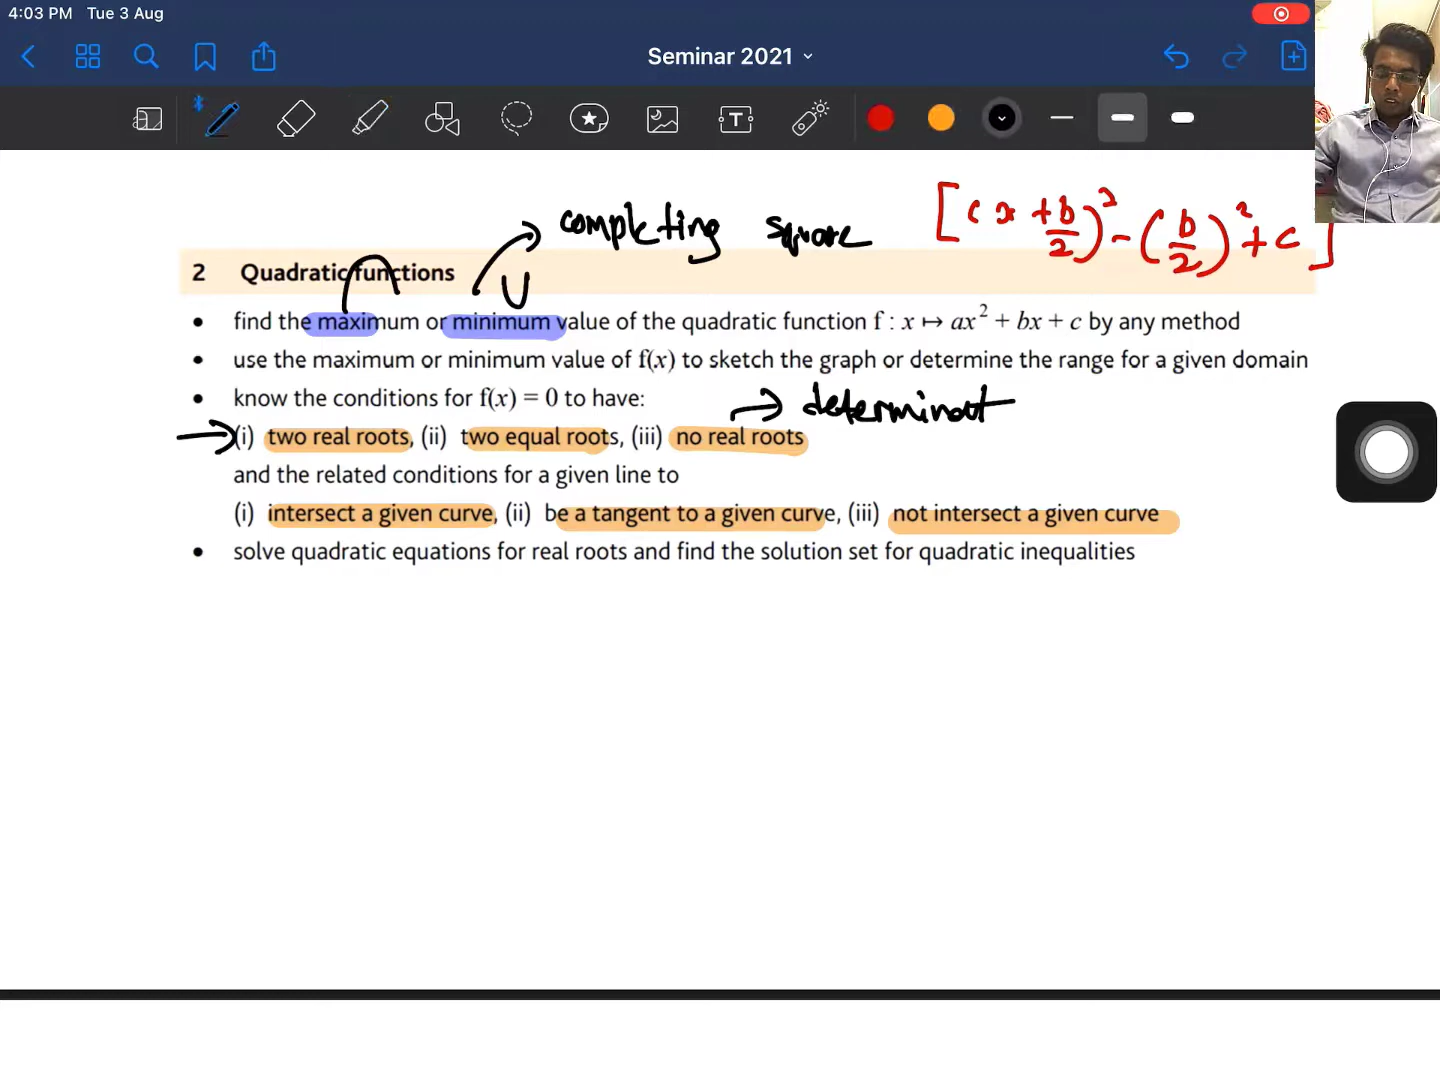 4:03 PM Tue 3 Aug
Seminar 2021
completing square [(x + b/2)² - (b/2)² + c]
2 Quadratic functions
• find the maximum or minimum value of the quadratic function f : x ↦ ax² + bx + c by any method
• use the maximum or minimum value of f(x) to sketch the graph or determine the range for a given domain
• know the conditions for f(x) = 0 to have:
→ determinant
(i) two real roots, (ii) two equal roots, (iii) no real roots
and the related conditions for a given line to
(i) intersect a given curve, (ii) be a tangent to a given curve, (iii) not intersect a given curve
• solve quadratic equations for real roots and find the solution set for quadratic inequalities